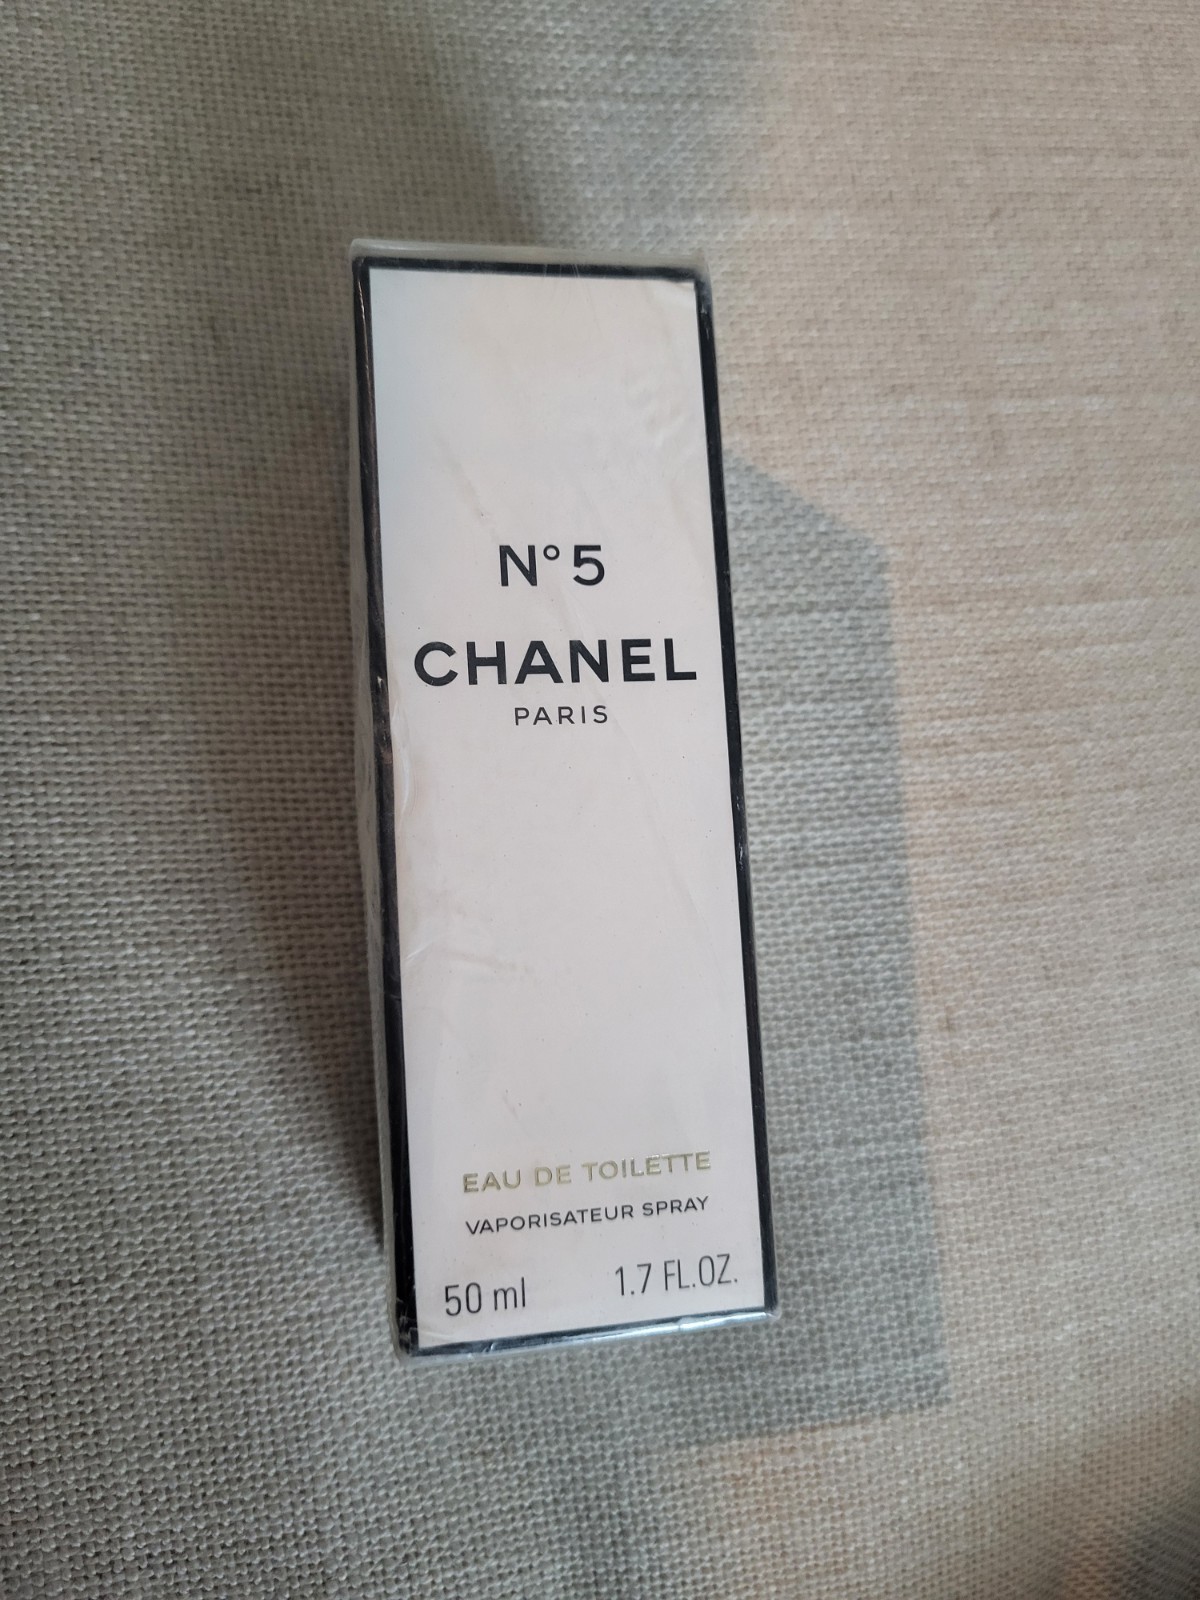 N°5
CHANEL
PARIS
EAU DE TOILETTE
VAPORISATEUR SPRAY
50 ml 1.7 FL.OZ.